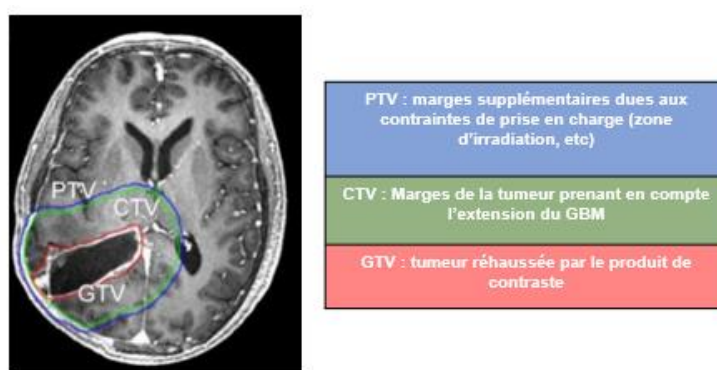 PTV
CTV
GTV
PTV : marges supplémentaires dues aux
contraintes de prise en charge (zone
d'irradiation, etc)
CTV : Marges de la tumeur prenant en compte
l'extension du GBM
GTV : tumeur réhaussée par le produit de
contraste